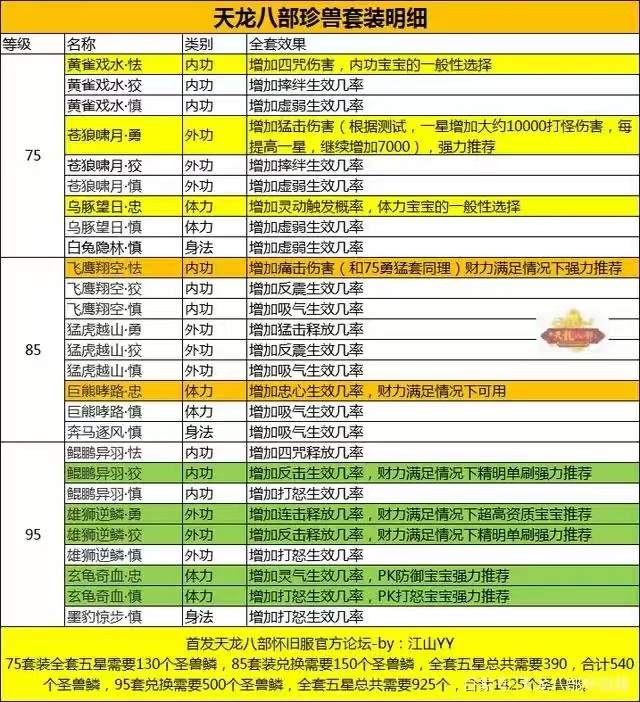 天龙八部珍兽套装明细
等级 名称 类别 全套效果
75
黄雀戏水·怯 内功 增加四咒伤害，内功宝宝的一般性选择
黄雀戏水·狡 内功 增加摔绊生效几率
黄雀戏水·慎 内功 增加虚弱生效几率
苍狼啸月·勇 外功 增加猛击伤害（根据测试，一星增加大约10000打怪伤害，每
提高一星，继续增加7000），强力推荐
苍狼啸月·狡 外功 增加摔绊生效几率
苍狼啸月·慎 外功 增加虚弱生效几率
乌豚望日·忠 体力 增加灵动触发概率，体力宝宝的一般性选择
乌豚望日·慎 体力 增加虚弱生效几率
白兔隐林·慎 身法 增加虚弱生效几率
85
飞鹰翔空·怯 内功 增加痛击伤害（和75勇猛套同理）财力满足情况下强力推荐
飞鹰翔空·狡 内功 增加反震生效几率
飞鹰翔空·慎 内功 增加吸气生效几率
猛虎越山·勇 外功 增加猛击释放几率
猛虎越山·狡 外功 增加反震生效几率
猛虎越山·慎 外功 增加吸气生效几率
巨熊哮路·忠 体力 增加忠心生效几率，财力满足情况下可用
巨熊哮路·慎 体力 增加吸气生效几率
奔马逐风·慎 身法 增加吸气生效几率
天龙八部
95
鲲鹏异羽·怯 内功 增加四咒释放几率
鲲鹏异羽·狡 内功 增加反击生效几率，财力满足情况下精明单刷强力推荐
鲲鹏异羽·慎 内功 增加打怒生效几率
雄狮逆鳞·勇 外功 增加连击释放几率，财力满足情况下超高资质宝宝推荐
雄狮逆鳞·狡 外功 增加反击释放几率，财力满足情况下精明单刷强力推荐
雄狮逆鳞·慎 外功 增加打怒生效几率
玄龟奇血·忠 体力 增加灵气生效几率，PK防御宝宝强力推荐
玄龟奇血·慎 体力 增加打怒生效几率，PK打怒宝宝强力推荐
墨豹惊步·慎 身法 增加打怒生效几率
首发天龙八部怀旧服官方论坛-by：江山YY
75套装全套五星需要130个圣兽鳞，85套装兑换需要150个圣兽鳞，全套五星总共需要390，合计540
个圣兽鳞，95套兑换需要500个圣兽鳞，全套五星总共需要925个，合计1425个圣兽鳞。